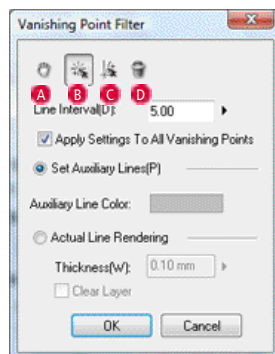 Vanishing Point Filter
A B C D
Line Interval(D): 5.00
Apply Settings To All Vanishing Points
Set Auxiliary Lines(P)
Auxiliary Line Color:
Actual Line Rendering
Thickness(W): 0.10 mm
Clear Layer
OK Cancel